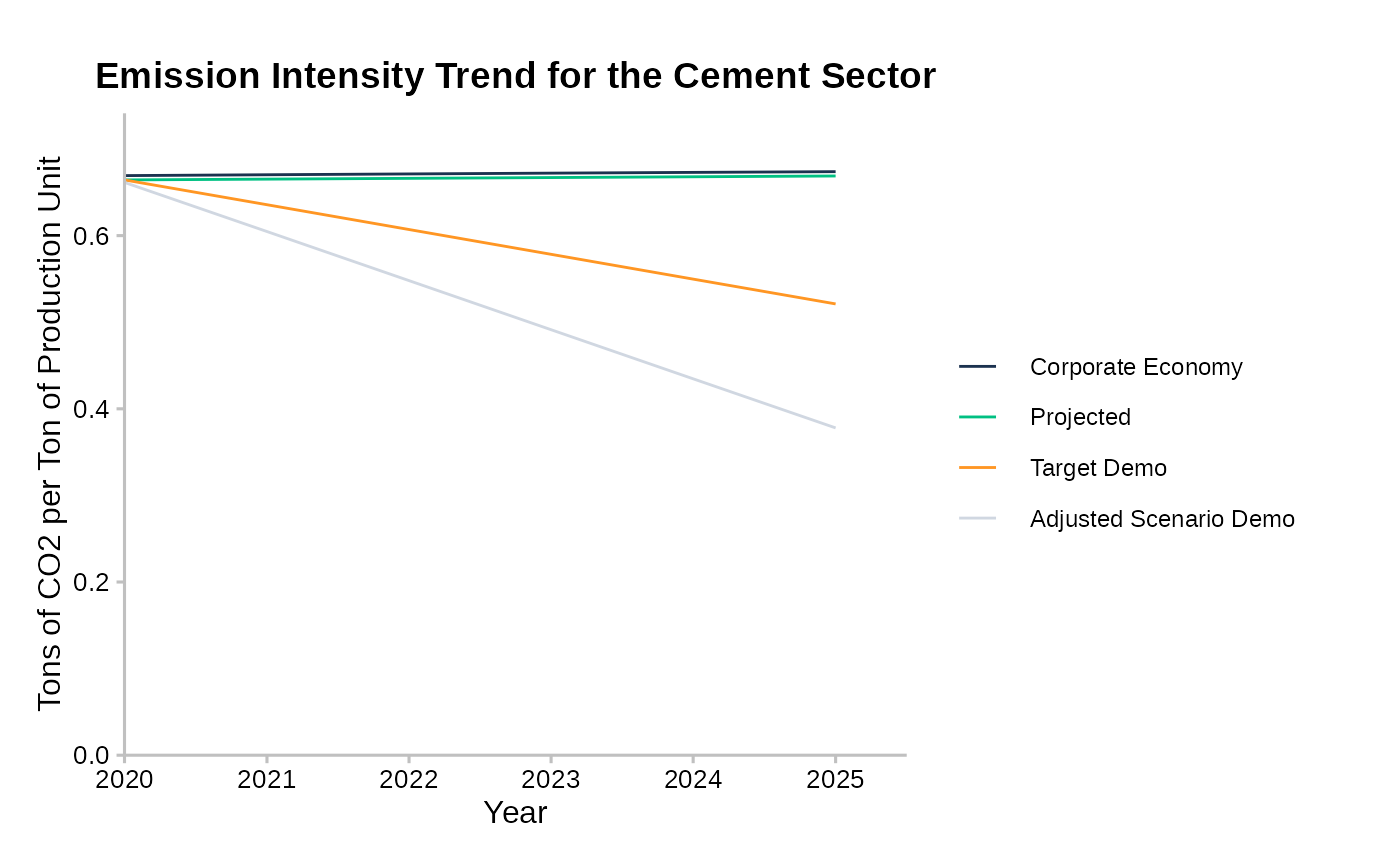 Emission Intensity Trend for the Cement Sector
Tons of CO2 per Ton of Production Unit
0.6
0.4
0.2
0.0
2020 2021 2022 2023 2024 2025
Year
Corporate Economy
Projected
Target Demo
Adjusted Scenario Demo